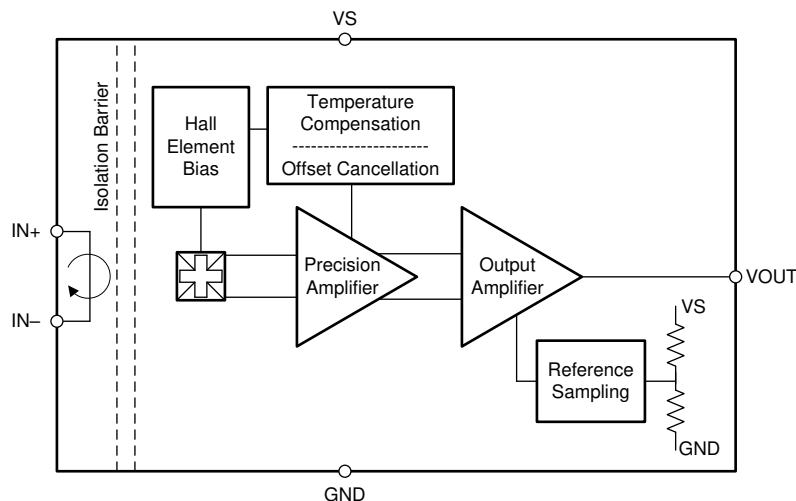 VS
Isolation Barrier
Hall
Element
Bias
Temperature
Compensation
Offset Cancellation
IN+
IN–
Precision
Amplifier
Output
Amplifier
VOUT
VS
Reference
Sampling
GND
GND